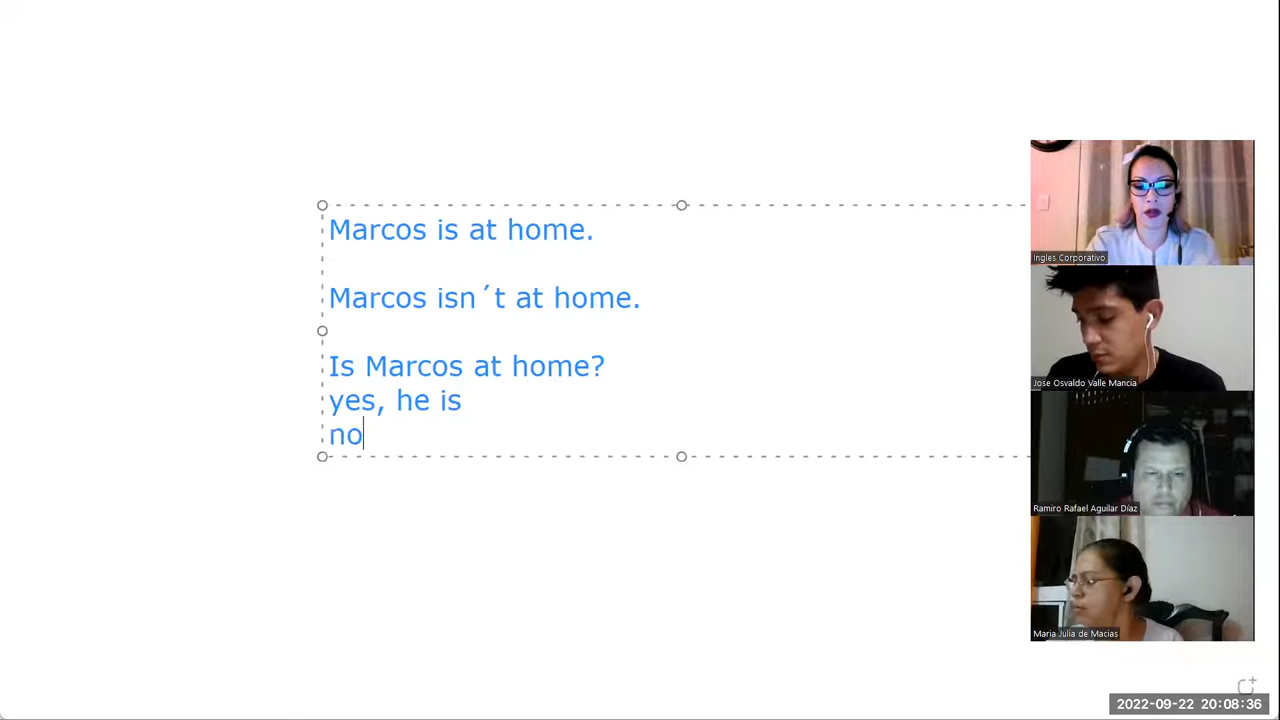 Marcos is at home.
Marcos isn´t at home.
Is Marcos at home?
yes, he is
no
Ingles Corporativo
Jose Osvaldo Valle Mancia
Ramiro Rafael Aguilar Díaz
Maria Julia de Macias
2022-09-22 20:08:36